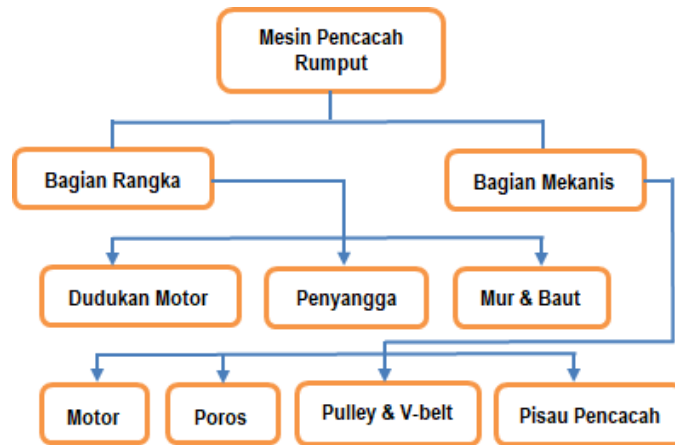 Mesin Pencacah
Rumput
Bagian Rangka
Bagian Mekanis
Dudukan Motor
Penyangga
Mur & Baut
Motor
Poros
Pulley & V-belt
Pisau Pencacah